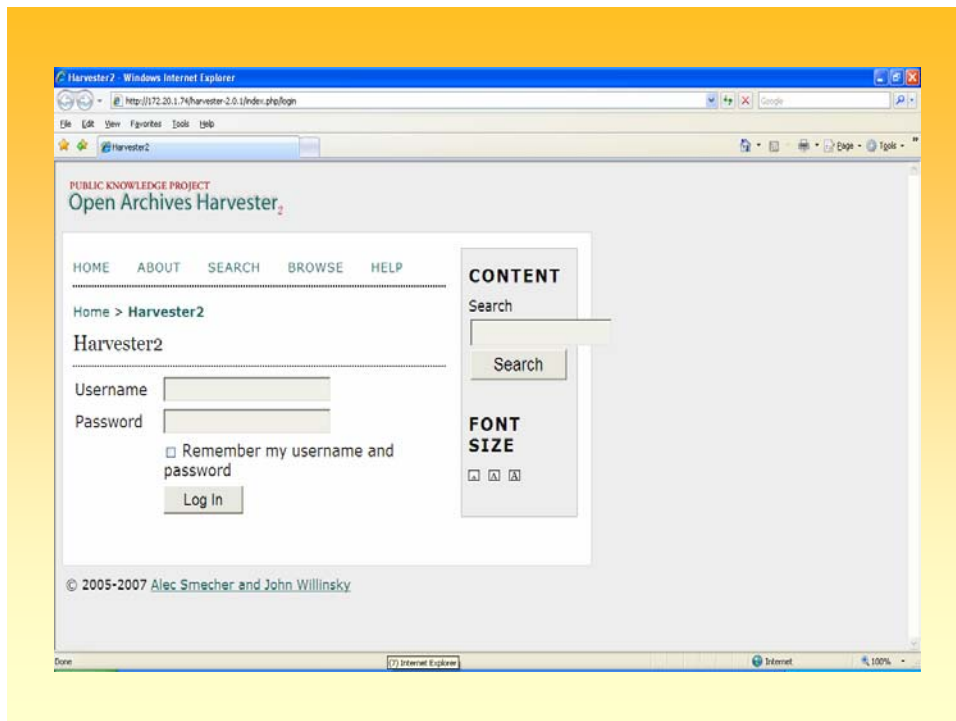 Harvester2 - Windows Internet Explorer
http://172.20.1.74/harvester-2.0.1/index.php/login
Google
File Edit View Favorites Tools Help
Harvester2
Page Tools
PUBLIC KNOWLEDGE PROJECT
Open Archives Harvester2
HOME ABOUT SEARCH BROWSE HELP
Home > Harvester2
Harvester2
Username
Password
Remember my username and
password
Log In
CONTENT
Search
Search
FONT
SIZE
A A A
© 2005-2007 Alec Smecher and John Willinsky
Done
(7) Internet Explorer
Internet
100%